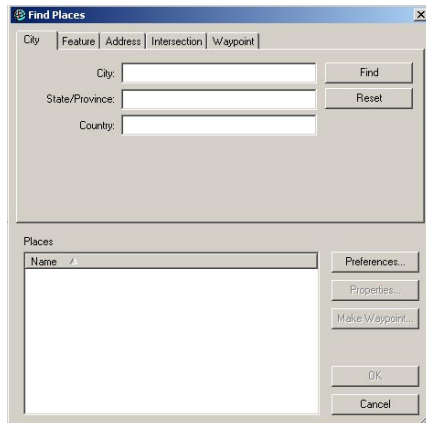 Find Places
City Feature Address Intersection Waypoint
City: Find
State/Province: Reset
Country:
Places
Name Preferences...
Properties...
Make Waypoint...
OK
Cancel